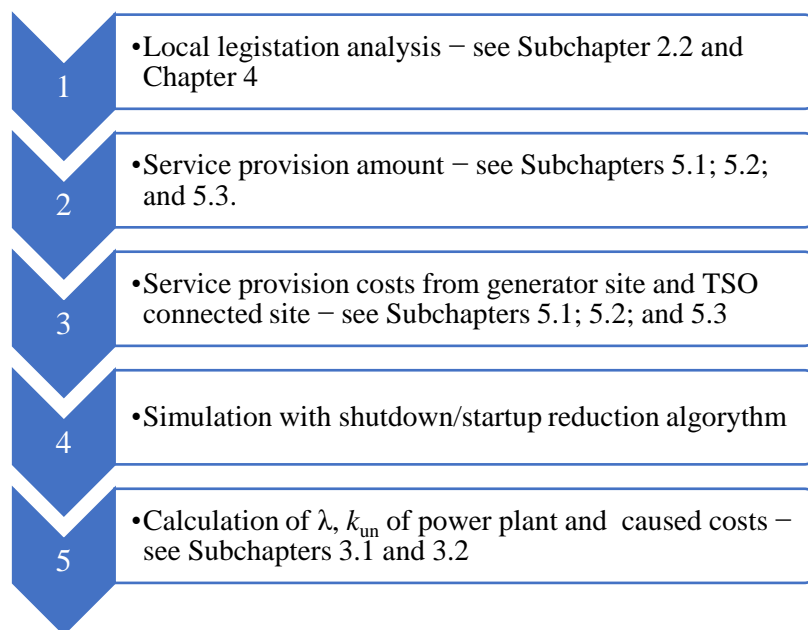 1
•Local legistation analysis − see Subchapter 2.2 and
Chapter 4
2
•Service provision amount − see Subchapters 5.1; 5.2;
and 5.3.
3
•Service provision costs from generator site and TSO
connected site − see Subchapters 5.1; 5.2; and 5.3
4
•Simulation with shutdown/startup reduction algorythm
5
•Calculation of λ, kun of power plant and  caused costs −
see Subchapters 3.1 and 3.2